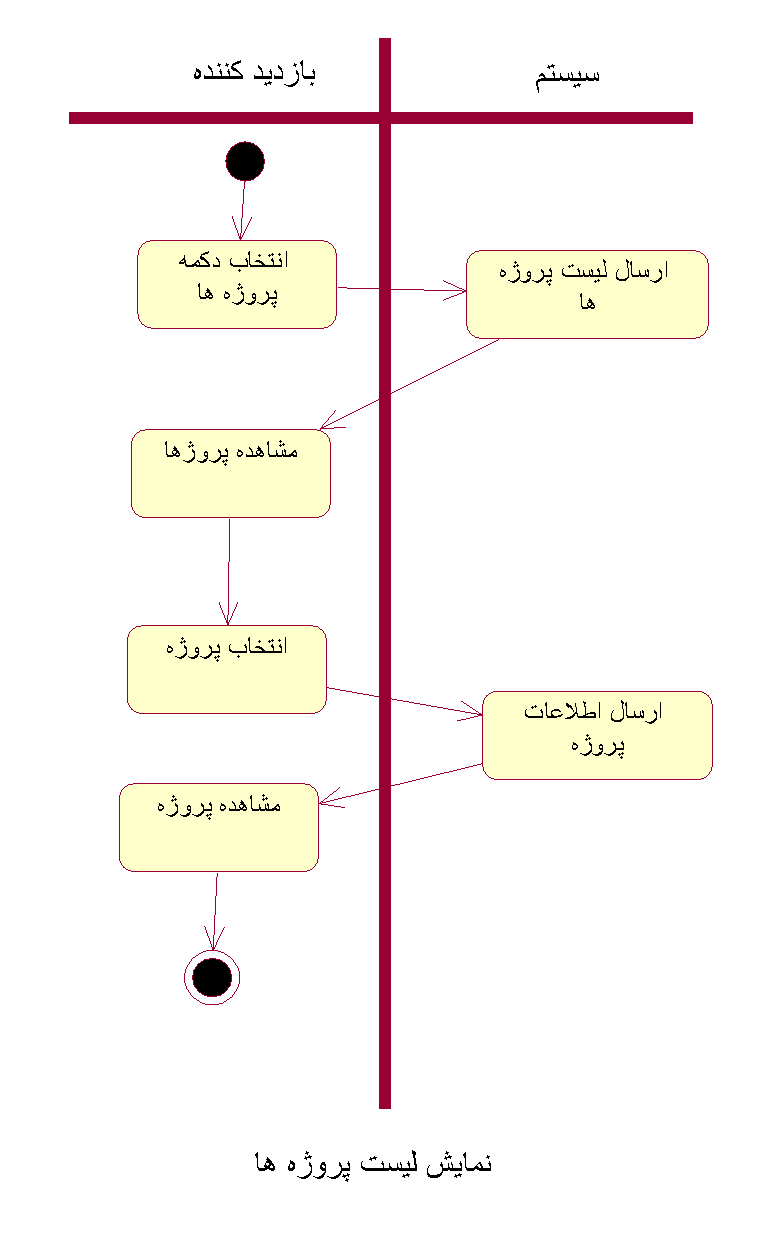 بازدید کننده
سیستم
انتخاب دکمه
پروژه ها
ارسال لیست پروژه
ها
مشاهده پروژها
انتخاب پروژه
ارسال اطلاعات
پروژه
مشاهده پروژه
نمایش لیست پروژه ها